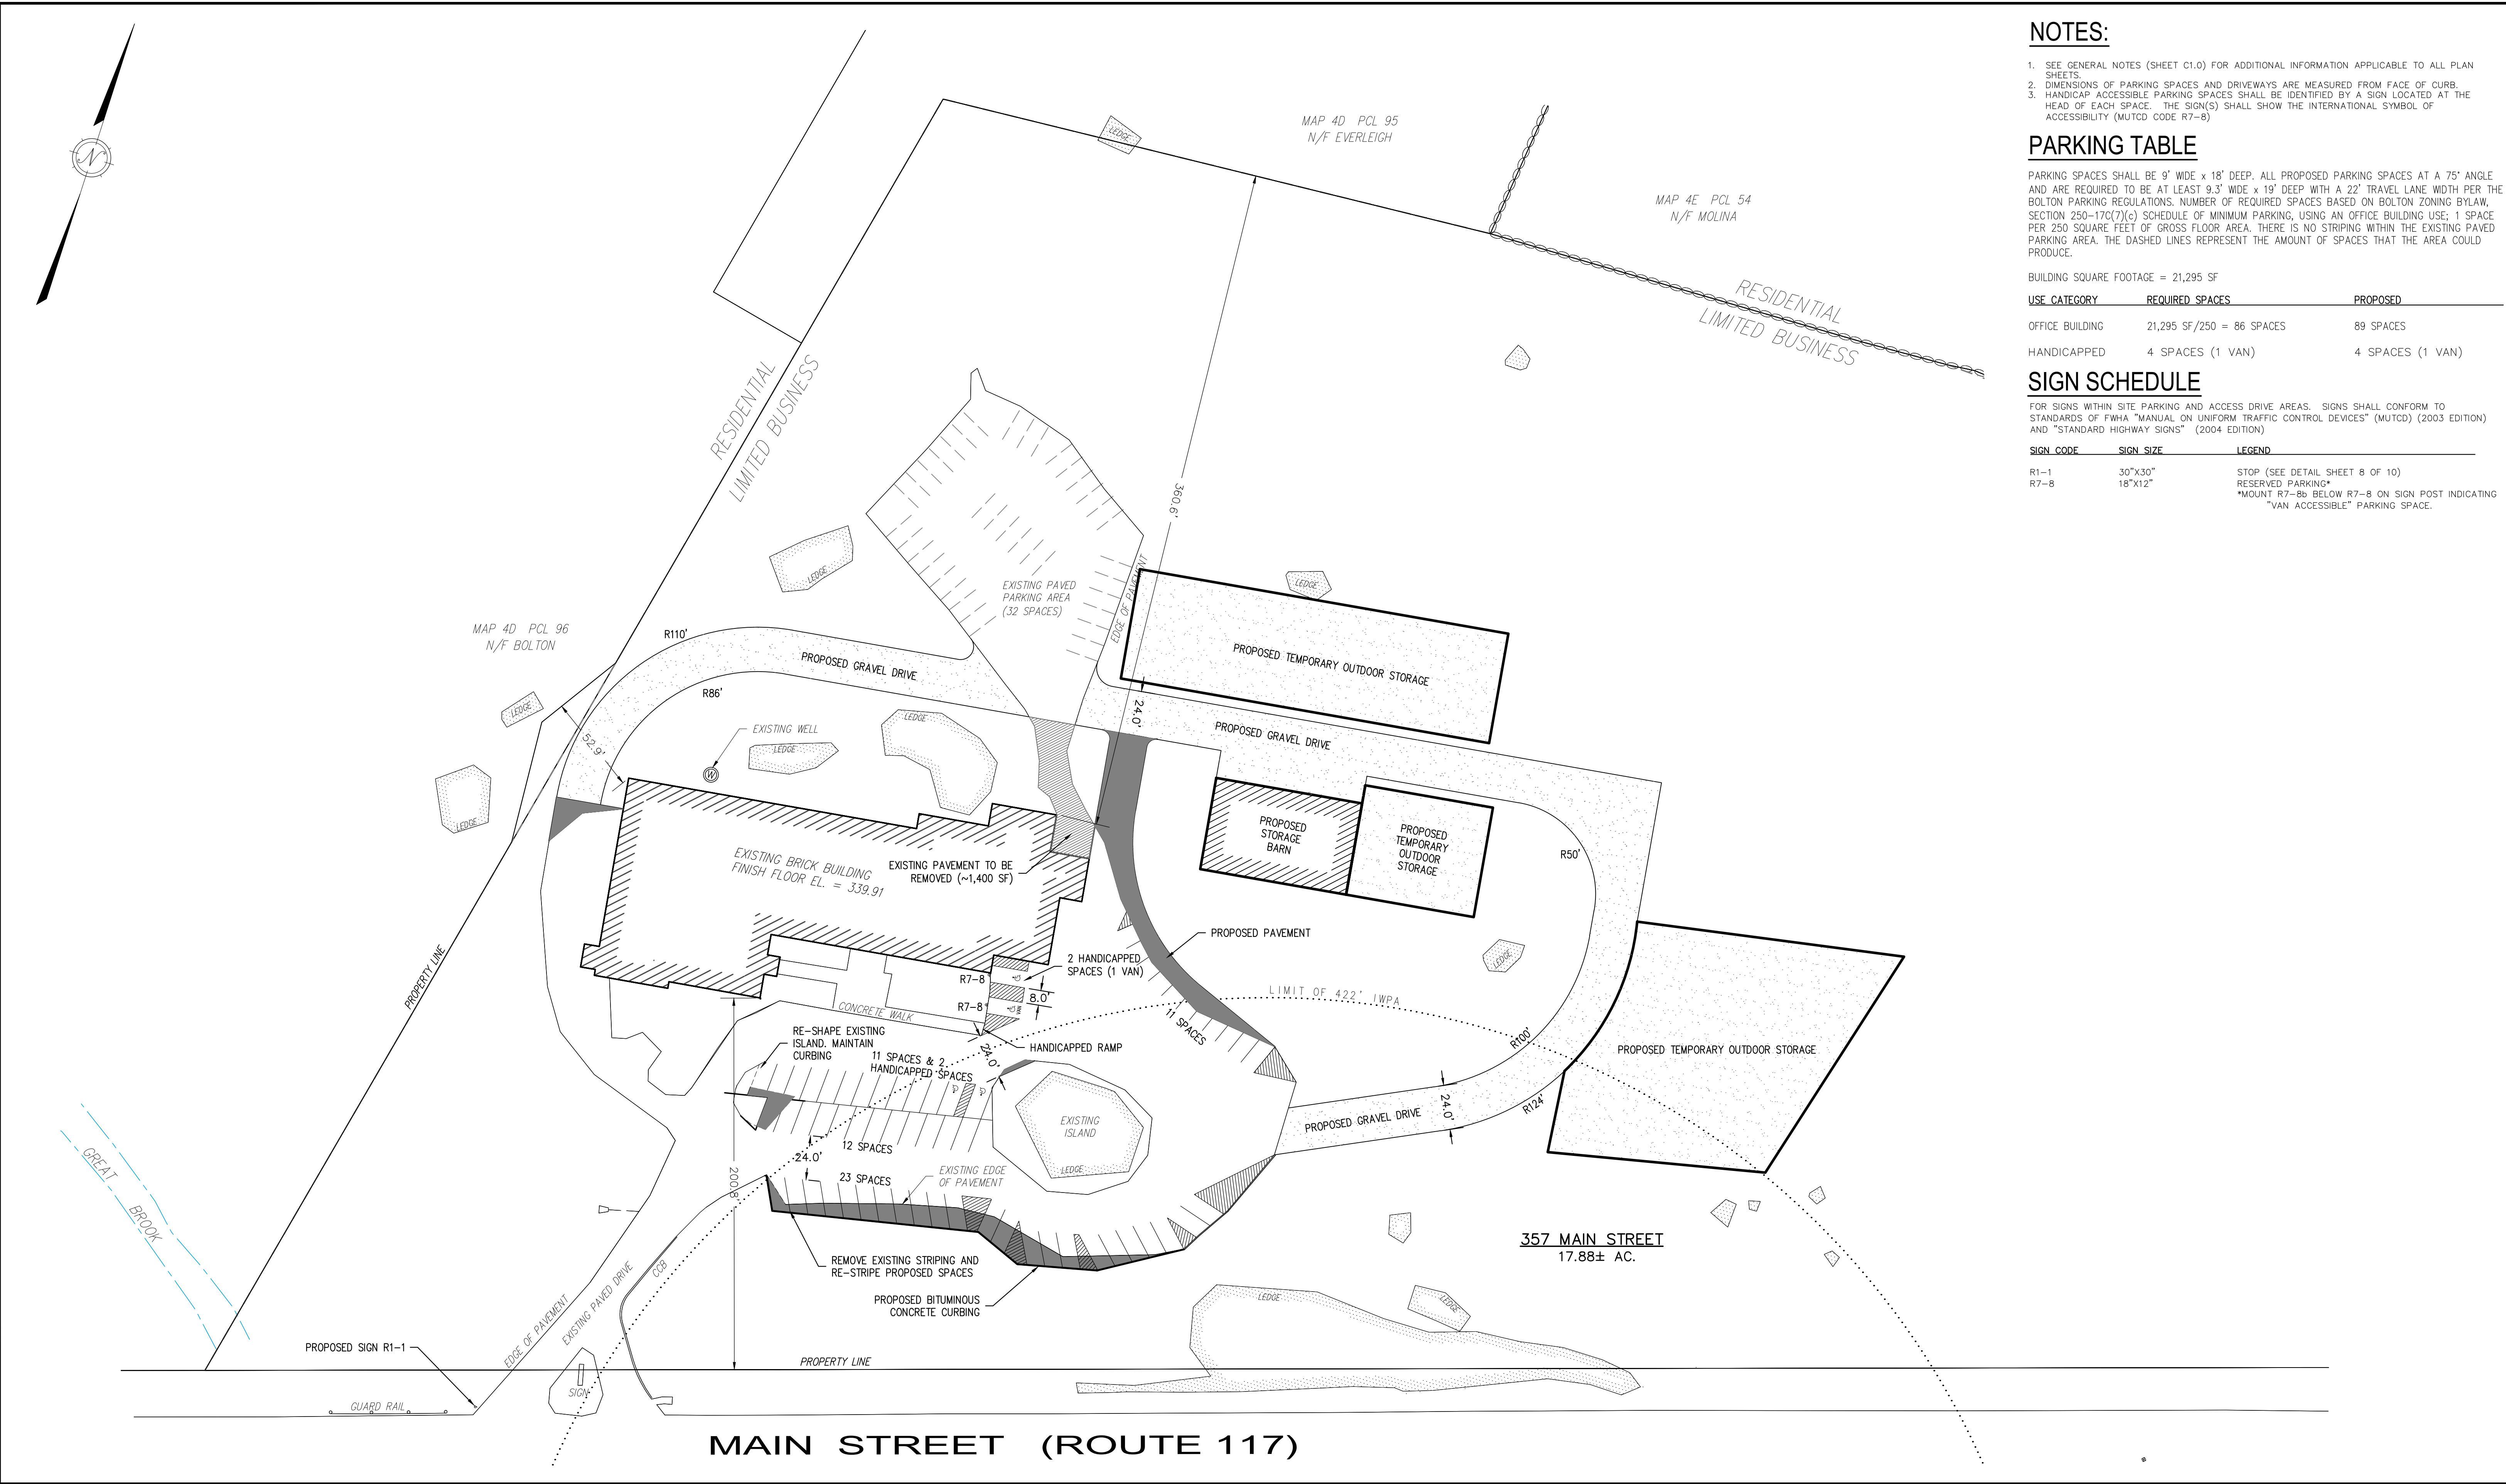 NOTES:
1. SEE GENERAL NOTES (SHEET C1.0) FOR ADDITIONAL INFORMATION APPLICABLE TO ALL PLAN
SHEETS.
2. DIMENSIONS OF PARKING SPACES AND DRIVEWAYS ARE MEASURED FROM FACE OF CURB.
3. HANDICAP ACCESSIBLE PARKING SPACES SHALL BE IDENTIFIED BY A SIGN LOCATED AT THE
HEAD OF EACH SPACE. THE SIGN(S) SHALL SHOW THE INTERNATIONAL SYMBOL OF
ACCESSIBILITY (MUTCD CODE R7-8)
PARKING TABLE
PARKING SPACES SHALL BE 9' WIDE x 18' DEEP. ALL PROPOSED PARKING SPACES AT A 75° ANGLE
AND ARE REQUIRED TO BE AT LEAST 9.3' WIDE x 19' DEEP WITH A 22' TRAVEL LANE WIDTH PER THE
BOLTON PARKING REGULATIONS. NUMBER OF REQUIRED SPACES BASED ON BOLTON ZONING BYLAW,
SECTION 250-17C(7)(c) SCHEDULE OF MINIMUM PARKING, USING AN OFFICE BUILDING USE; 1 SPACE
PER 250 SQUARE FEET OF GROSS FLOOR AREA. THERE IS NO STRIPING WITHIN THE EXISTING PAVED
PARKING AREA. THE DASHED LINES REPRESENT THE AMOUNT OF SPACES THAT THE AREA COULD
PRODUCE.
BUILDING SQUARE FOOTAGE = 21,295 SF
USE CATEGORY REQUIRED SPACES PROPOSED
OFFICE BUILDING 21,295 SF/250 = 86 SPACES 89 SPACES
HANDICAPPED 4 SPACES (1 VAN) 4 SPACES (1 VAN)
SIGN SCHEDULE
FOR SIGNS WITHIN SITE PARKING AND ACCESS DRIVE AREAS. SIGNS SHALL CONFORM TO
STANDARDS OF FWHA "MANUAL ON UNIFORM TRAFFIC CONTROL DEVICES" (MUTCD) (2003 EDITION)
AND "STANDARD HIGHWAY SIGNS" (2004 EDITION)
SIGN CODE SIGN SIZE LEGEND
R1-1 30"X30" STOP (SEE DETAIL SHEET 8 OF 10)
R7-8 18"X12" RESERVED PARKING*
*MOUNT R7-8b BELOW R7-8 ON SIGN POST INDICATING
"VAN ACCESSIBLE" PARKING SPACE.
N
MAP 4D PCL 95
N/F EVERLEIGH
LEDGE
MAP 4E PCL 54
N/F MOLINA
RESIDENTIAL
LIMITED BUSINESS
RESIDENTIAL
LIMITED BUSINESS
360.6'
LEDGE
EXISTING PAVED
PARKING AREA
(32 SPACES)
EDGE OF PAVEMENT
LEDGE
MAP 4D PCL 96
N/F BOLTON
R110'
PROPOSED GRAVEL DRIVE
PROPOSED TEMPORARY OUTDOOR STORAGE
R86'
LEDGE
24.0'
LEDGE
EXISTING WELL
W
LEDGE
PROPOSED GRAVEL DRIVE
52.9'
LEDGE
PROPOSED
STORAGE
BARN
PROPOSED
TEMPORARY
OUTDOOR
STORAGE
R50'
EXISTING BRICK BUILDING
FINISH FLOOR EL. = 339.91
EXISTING PAVEMENT TO BE
REMOVED (~1,400 SF)
PROPOSED PAVEMENT
2 HANDICAPPED
SPACES (1 VAN)
LEDGE
PROPERTY LINE
R7-8
8.0'
R7-8
LIMIT OF 422' IWPA
CONCRETE WALK
11 SPACES
RE-SHAPE EXISTING
ISLAND. MAINTAIN
CURBING
HANDICAPPED RAMP
24.0'
11 SPACES & 2
HANDICAPPED SPACES
R100'
PROPOSED TEMPORARY OUTDOOR STORAGE
EXISTING
ISLAND
LEDGE
24.0'
R124'
PROPOSED GRAVEL DRIVE
12 SPACES
24.0'
23 SPACES
EXISTING EDGE
OF PAVEMENT
200.8'
GREAT BROOK
REMOVE EXISTING STRIPING AND
RE-STRIPE PROPOSED SPACES
PROPOSED BITUMINOUS
CONCRETE CURBING
357 MAIN STREET
17.88± AC.
LEDGE
LEDGE
CCB
EDGE OF PAVEMENT
EXISTING PAVED DRIVE
PROPOSED SIGN R1-1
PROPERTY LINE
SIGN
GUARD RAIL
MAIN STREET (ROUTE 117)